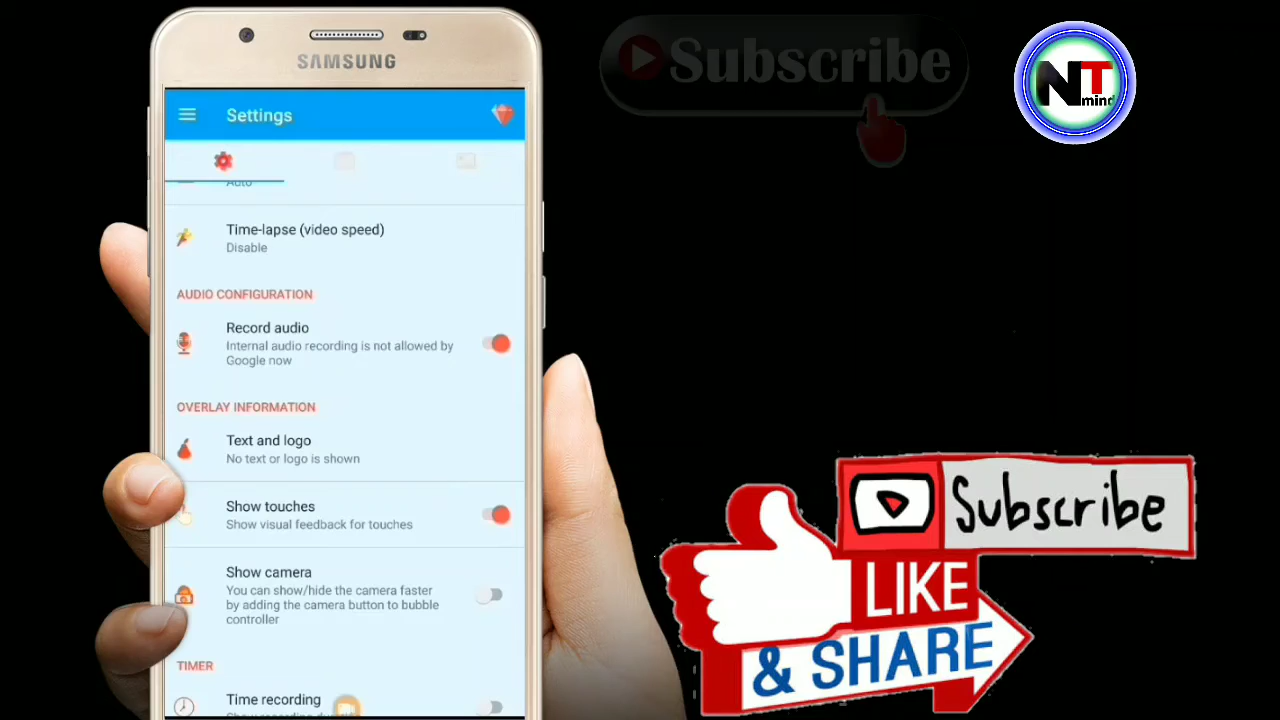 SAMSUNG
Settings
Auto
Time-lapse (video speed)
Disable
AUDIO CONFIGURATION
Record audio
Internal audio recording is not allowed by
Google now
OVERLAY INFORMATION
Text and logo
No text or logo is shown
Show touches
Show visual feedback for touches
Show camera
You can show/hide the camera faster
by adding the camera button to bubble
controller
TIMER
Time recording
Subscribe
NT
mind
Subscribe
LIKE
& SHARE